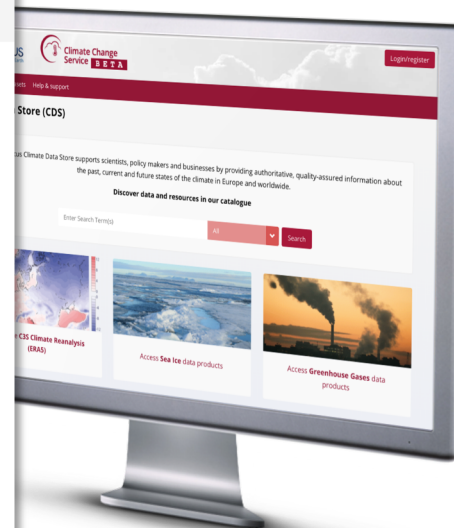 us
Climate Change
Service BETA
Login/register
sets Help & support
Store (CDS)
us Climate Data Store supports scientists, policy makers and businesses by providing authoritative, quality-assured information about
the past, current and future states of the climate in Europe and worldwide.
Discover data and resources in our catalogue
Enter Search Term(s)
All
Search
C3S Climate Reanalysis
(ERA5)
Access Sea Ice data products
Access Greenhouse Gases data
products